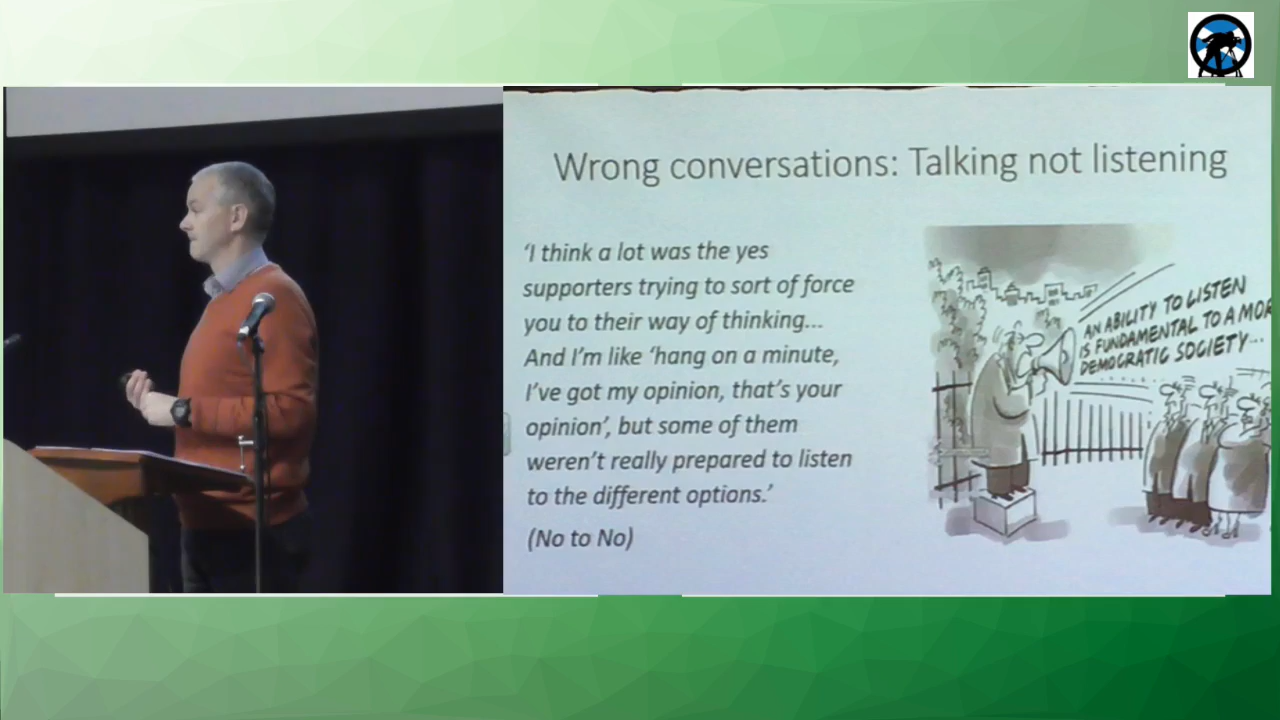 Wrong conversations: Talking not listening
‘I think a lot was the yes
supporters trying to sort of force
you to their way of thinking...
And I’m like ‘hang on a minute,
I’ve got my opinion, that’s your
opinion’, but some of them
weren’t really prepared to listen
to the different options.’
(No to No)
AN ABILITY TO LISTEN
IS FUNDAMENTAL TO A MOR
DEMOCRATIC SOCIETY...